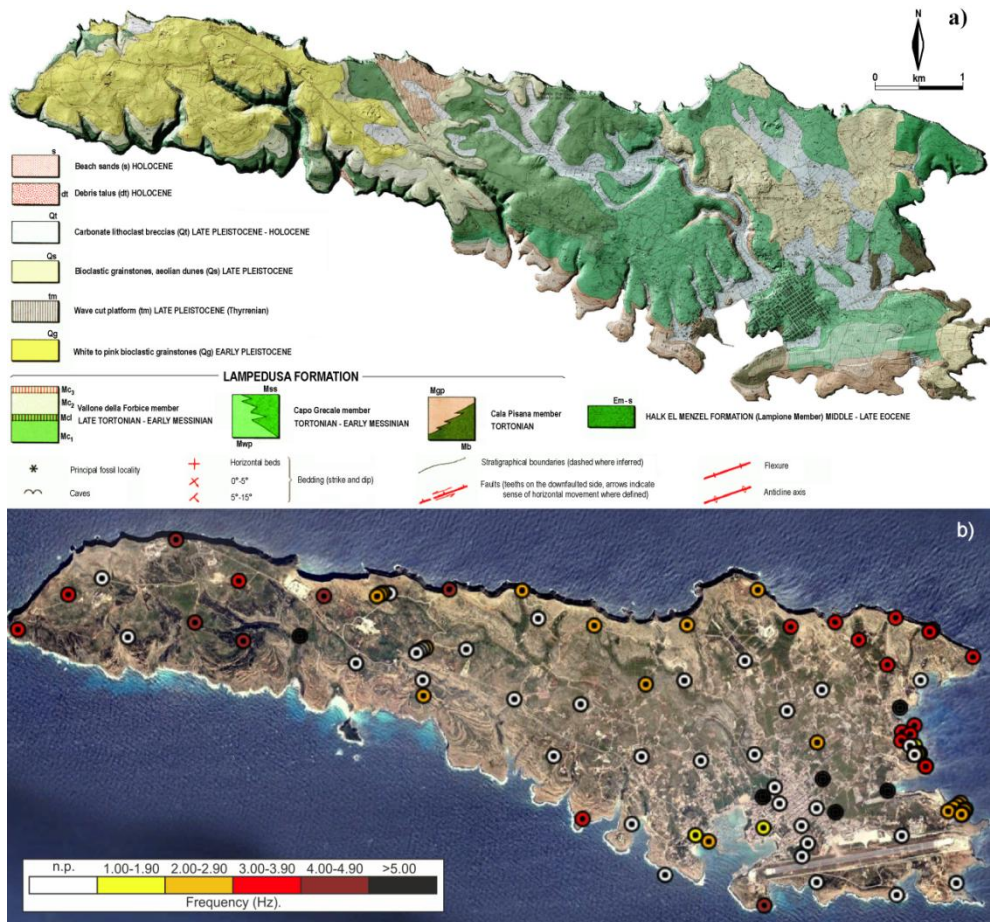 a)
N
0 km 1
s
Beach sands (s) HOLOCENE
dt
Debris talus (dt) HOLOCENE
Qt
Carbonate lithoclast breccias (Qt) LATE PLEISTOCENE - HOLOCENE
Qs
Bioclastic grainstones, aeolian dunes (Qs) LATE PLEISTOCENE
tm
Wave cut platform (tm) LATE PLEISTOCENE (Thyrrenian)
Qg
White to pink bioclastic grainstones (Qg) EARLY PLEISTOCENE
LAMPEDUSA FORMATION
Mc3
Mc2
Mcl
Mc1
Vallone della Forbice member
LATE TORTONIAN - EARLY MESSINIAN
Mss
Mwp
Capo Grecale member
TORTONIAN - EARLY MESSINIAN
Mgp
Mb
Cala Pisana member
TORTONIAN
Em-s
HALK EL MENZEL FORMATION (Lampione Member) MIDDLE - LATE EOCENE
Principal fossil locality
Caves
Horizontal beds
0°-5°
5°-15°
Bedding (strike and dip)
Stratigraphical boundaries (dashed where inferred)
Faults (teeths on the downfaulted side, arrows indicate
sense of horizontal movement where defined)
Flexure
Anticline axis
b)
n.p. 1.00-1.90 2.00-2.90 3.00-3.90 4.00-4.90 >5.00
Frequency (Hz).